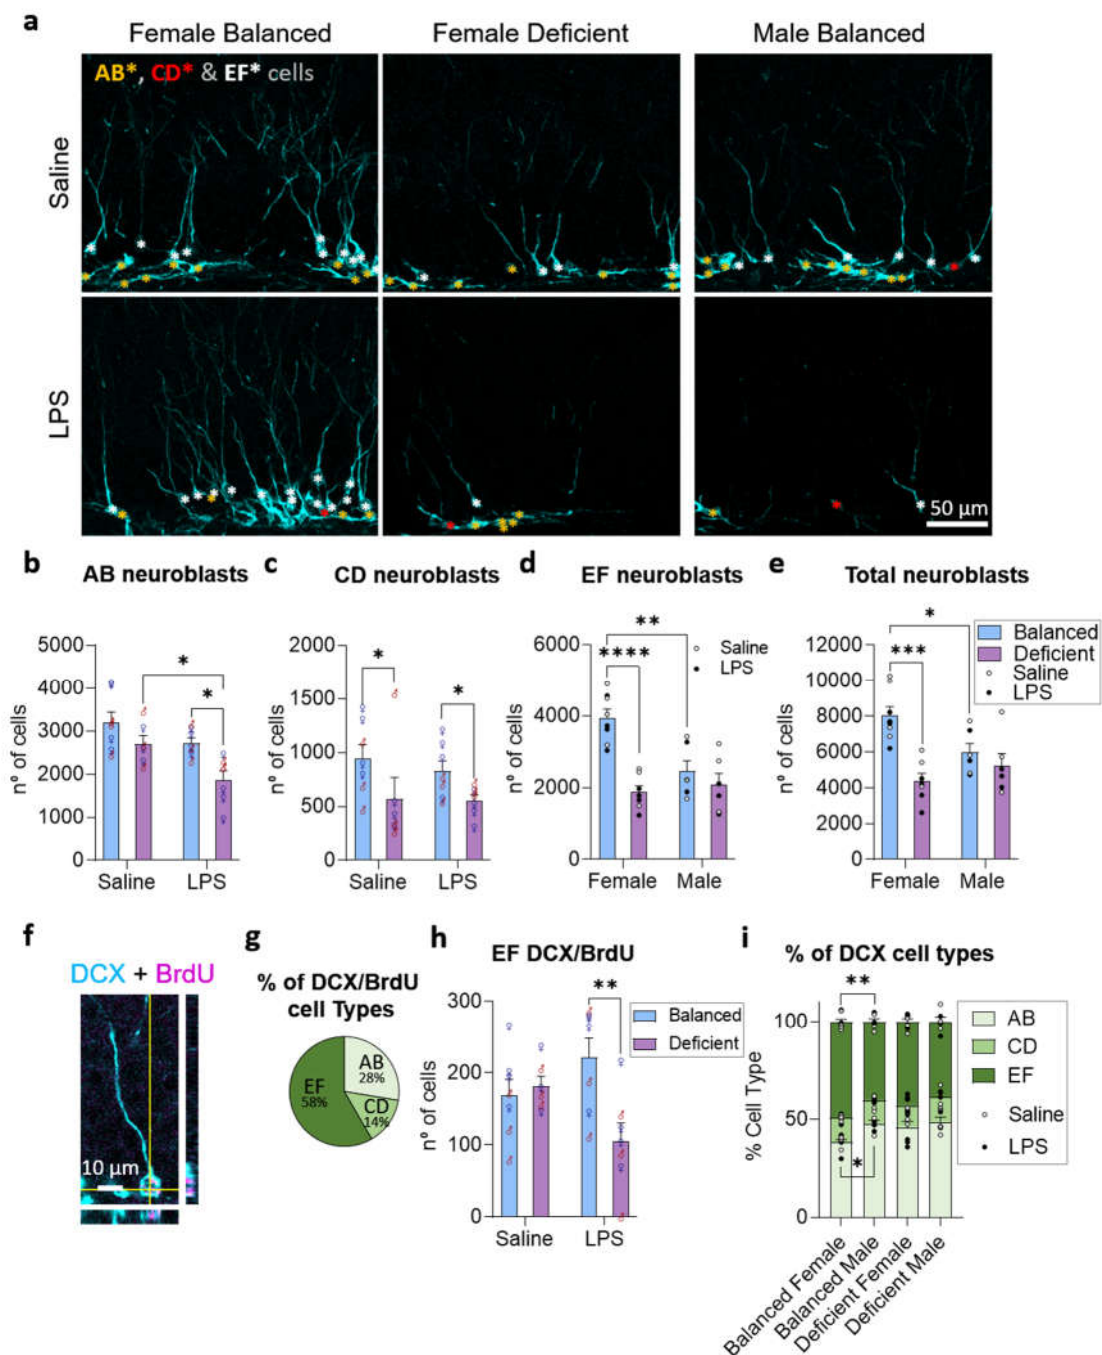 a
Female Balanced
Female Deficient
Male Balanced
AB*, CD* & EF* cells
Saline
LPS
50 µm
b
AB neuroblasts
nº of cells
5000
4000
3000
2000
1000
0
*
*
Saline
LPS
c
CD neuroblasts
nº of cells
2000
1500
1000
500
0
*
*
Saline
LPS
d
EF neuroblasts
nº of cells
6000
4000
2000
0
**
****
Saline
LPS
Female
Male
e
Total neuroblasts
nº of cells
12000
10000
8000
6000
4000
2000
0
*
***
Balanced
Deficient
Saline
LPS
Female
Male
f
DCX + BrdU
10 µm
g
% of DCX/BrdU
cell Types
EF
58%
AB
28%
CD
14%
h
EF DCX/BrdU
nº of cells
300
200
100
0
**
Balanced
Deficient
Saline
LPS
i
% of DCX cell types
% Cell Type
100
50
0
**
*
AB
CD
EF
Saline
LPS
Balanced Female
Balanced Male
Deficient Female
Deficient Male